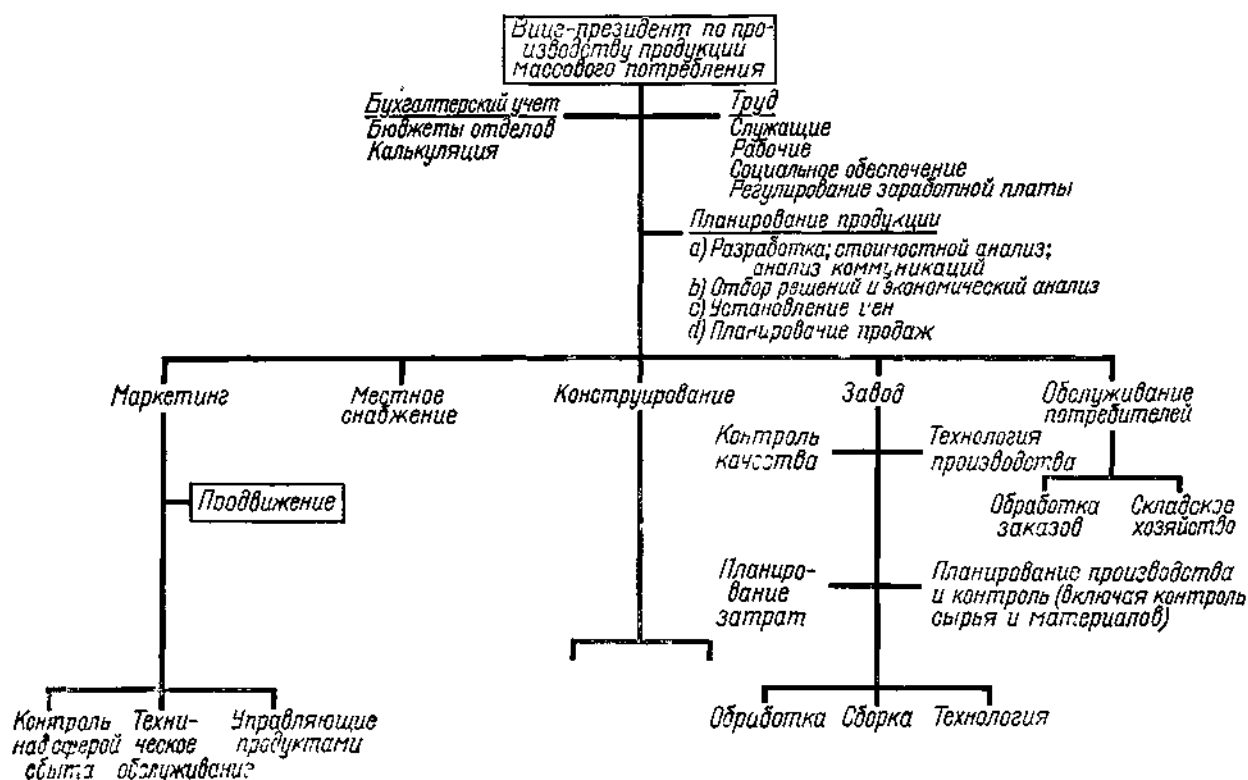 Вице-президент по про-
изводству продукции
массового потребления
Бухгалтерский учет
Бюджеты отделов
Калькуляция
Труд
Служащие
Рабочие
Социальное обеспечение
Регулирование заработной платы
Планирование продукции
a) Разработка; стоимостной анализ;
анализ коммуникаций
b) Отбор решений и экономический анализ
c) Установление цен
d) Планирование продаж
Маркетинг
Местное
снабжение
Конструирование
Завод
Обслуживание
потребителей
Контроль
качества
Технология
производства
Продвижение
Обработка
заказов
Складское
хозяйство
Планиро-
вание
затрат
Планирование производства
и контроль (включая контроль
сырья и материалов)
Контроль
над сферой
сбыта
Техни-
ческое
обслуживание
Управляющие
продуктами
Обработка
Сборка
Технология